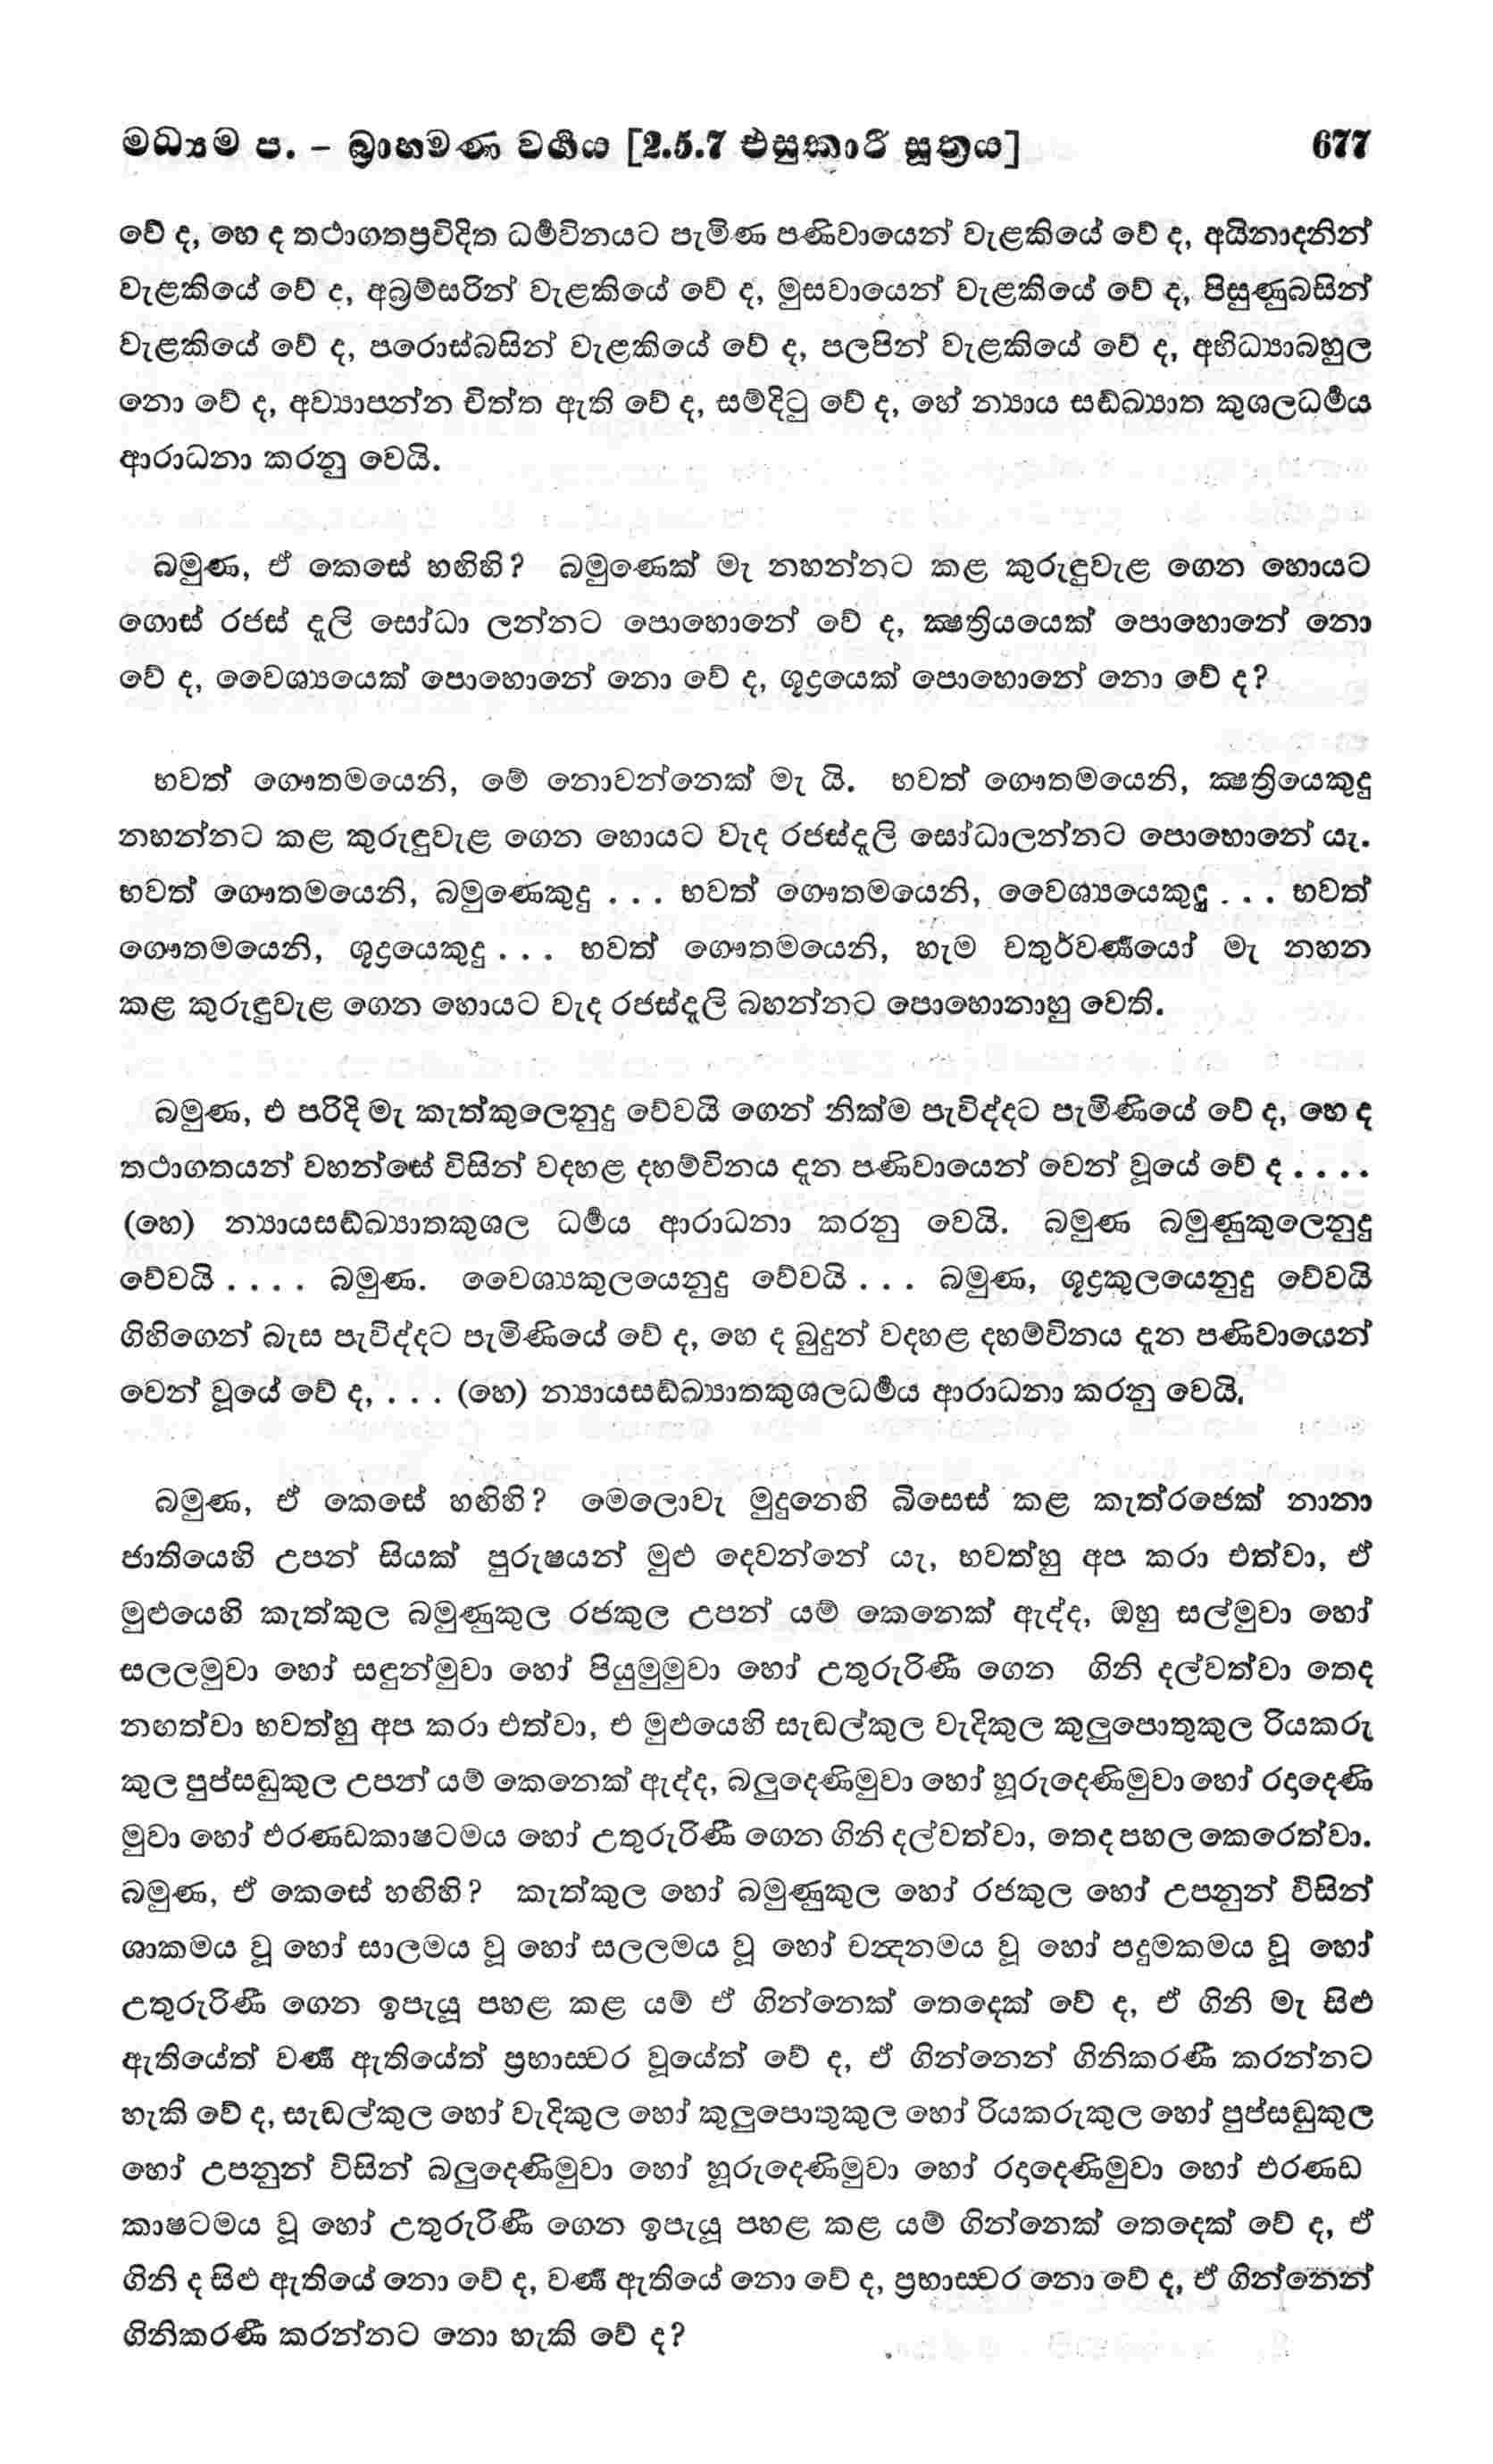 මධ්‍යම ප. – බ්‍රාහ්මණ වර්‍ගය [2.5.7 එසුකාරී සූත්‍රය] 677
වේ ද, හෙ ද තථාගතප්‍රවිදිත ධර්‍මවිනයට පැමිණ පණිවායෙන් වැළකියේ වේ ද, අයිනාදනින්
වැළකියේ වේ ද, අබ්‍රම්සරින් වැළකියේ වේ ද, මුසවායෙන් වැළකියේ වේ ද, පිසුණුබසින්
වැළකියේ වේ ද, පරොස්බසින් වැළකියේ වේ ද, පලපින් වැළකියේ වේ ද, අභිධ්‍යාබහුල
නො වේ ද, අව්‍යාපන්න චිත්ත ඇති වේ ද, සම්දිටු වේ ද, හේ න්‍යාය සඞ්ඛ්‍යාත කුශලධර්‍මය
ආරාධනා කරනු වෙයි.
බමුණ, ඒ කෙසේ හඟිහි? බමුණෙක් මැ නහන්නට කළ කුරුඳුවැළ ගෙන හොයට
ගොස් රජස් දැලි සෝධා ලන්නට පොහොනේ වේ ද, ක්‍ෂත්‍රියයෙක් පොහොනේ නො
වේ ද, වෛශ්‍යයෙක් පොහොනේ නො වේ ද, ශූද්‍රයෙක් පොහොනේ නො වේ ද?
භවත් ගෞතමයෙනි, මේ නොවන්නෙක් මැ යි. භවත් ගෞතමයෙනි, ක්‍ෂත්‍රියෙකුදු
නහන්නට කළ කුරුඳුවැළ ගෙන හොයට වැද රජස්දැලි සෝධාලන්නට පොහොනේ යැ.
භවත් ගෞතමයෙනි, බමුණෙකුදු . . . භවත් ගෞතමයෙනි, වෛශ්‍යයෙකුදු . . . භවත්
ගෞතමයෙනි, ශූද්‍රයෙකුදු . . . භවත් ගෞතමයෙනි, හැම චතුර්වර්‍ණයෝ මැ නහන
කළ කුරුඳුවැළ ගෙන හොයට වැද රජස්දැලි බහන්නට පොහොනාහු වෙති.
බමුණ, එ පරිදි මැ කැත්කුලෙනුදු වේවයි ගෙන් නික්ම පැවිද්දට පැමිණියේ වේ ද, හෙ ද
තථාගතයන් වහන්සේ විසින් වදහළ දහම්විනය දැන පණිවායෙන් වෙන් වූයේ වේ ද . . . .
(හෙ) න්‍යායසඞ්ඛ්‍යාතකුශල ධර්‍මය ආරාධනා කරනු වෙයි. බමුණ බමුණුකුලෙනුදු
වේවයි . . . . බමුණ. වෛශ්‍යකුලයෙනුදු වේවයි . . . බමුණ, ශූද්‍රකුලයෙනුදු වේවයි
ගිහිගෙන් බැස පැවිද්දට පැමිණියේ වේ ද, හෙ ද බුදුන් වදහළ දහම්විනය දැන පණිවායෙන්
වෙන් වූයේ වේ ද, . . . (හෙ) න්‍යායසඞ්ඛ්‍යාතකුශලධර්‍මය ආරාධනා කරනු වෙයි.
බමුණ, ඒ කෙසේ හඟිහි? මෙලොවැ මුදුනෙහි බිසෙස් කළ කැත්රජෙක් නානා
ජාතියෙහි උපන් සියක් පුරුෂයන් මුළු දෙවන්නේ යැ, භවත්හු අප කරා එත්වා, ඒ
මුළුයෙහි කැත්කුල බමුණුකුල රජකුල උපන් යම් කෙනෙක් ඇද්ද, ඔහු සල්මුවා හෝ
සලලමුවා හෝ සඳුන්මුවා හෝ පියුමුමුවා හෝ උතුරුරිණී ගෙන ගිනි දල්වත්වා තෙද
නඟත්වා භවත්හු අප කරා එත්වා, එ මුළුයෙහි සැඬල්කුල වැදිකුල කුලුපොතුකුල රියකරු
කුල පුප්සඬුකුල උපන් යම් කෙනෙක් ඇද්ද, බලුදෙණිමුවා හෝ හූරුදෙණිමුවා හෝ රදාදෙණි
මුවා හෝ එරණ්ඩකාෂ්ටමය හෝ උතුරුරිණී ගෙන ගිනි දල්වත්වා, තෙද පහල කෙරෙත්වා.
බමුණ, ඒ කෙසේ හඟිහි? කැත්කුල හෝ බමුණුකුල හෝ රජකුල හෝ උපනුන් විසින්
ශාකමය වූ හෝ සාලමය වූ හෝ සලලමය වූ හෝ චන්‍දනමය වූ හෝ පදුමකමය වූ හෝ
උතුරුරිණී ගෙන ඉපැයූ පහළ කළ යම් ඒ ගින්නෙක් තෙදෙක් වේ ද, ඒ ගිනි මැ සිළු
ඇතියේත් වර්‍ණ ඇතියේත් ප්‍රභාස්වර වූයේත් වේ ද, ඒ ගින්නෙන් ගිනිකරණී කරන්නට
හැකි වේ ද, සැඬල්කුල හෝ වැදිකුල හෝ කුලුපොතුකුල හෝ රියකරුකුල හෝ පුප්සඬුකුල
හෝ උපනුන් විසින් බලුදෙණිමුවා හෝ හූරුදෙණිමුවා හෝ රදාදෙණිමුවා හෝ එරණ්ඩ
කාෂ්ටමය වූ හෝ උතුරුරිණී ගෙන ඉපැයූ පහළ කළ යම් ගින්නෙක් තෙදෙක් වේ ද, ඒ
ගිනි ද සිළු ඇතියේ නො වේ ද, වර්‍ණ ඇතියේ නො වේ ද, ප්‍රභාස්වර නො වේ ද, ඒ ගින්නෙන්
ගිනිකරණී කරන්නට නො හැකි වේ ද?